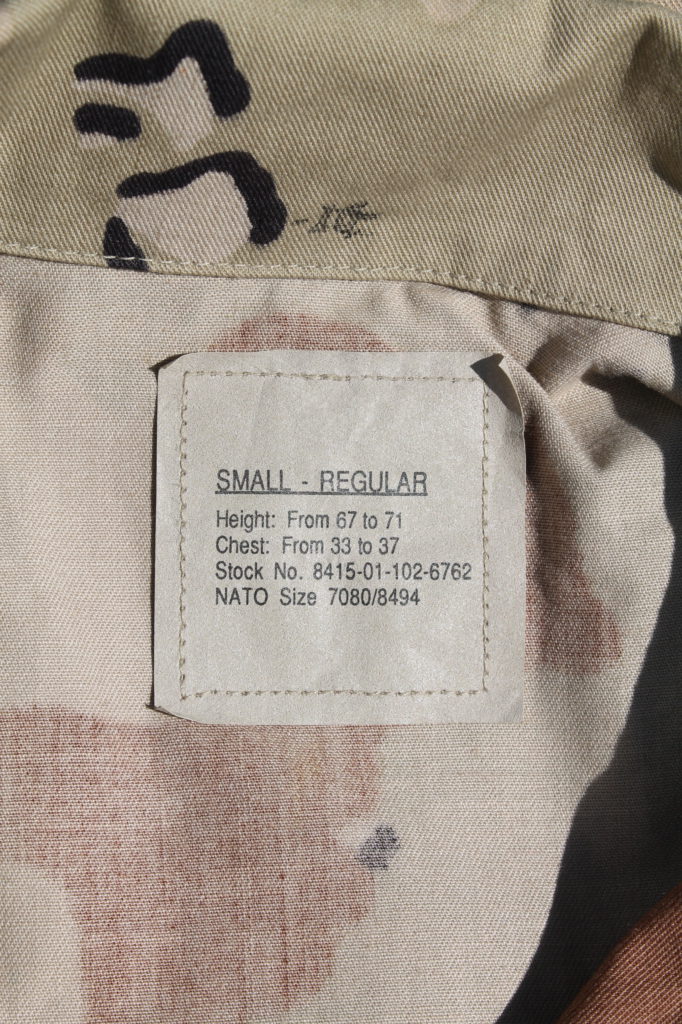 SMALL - REGULAR
Height: From 67 to 71
Chest: From 33 to 37
Stock No. 8415-01-102-6762
NATO Size 7080/8494